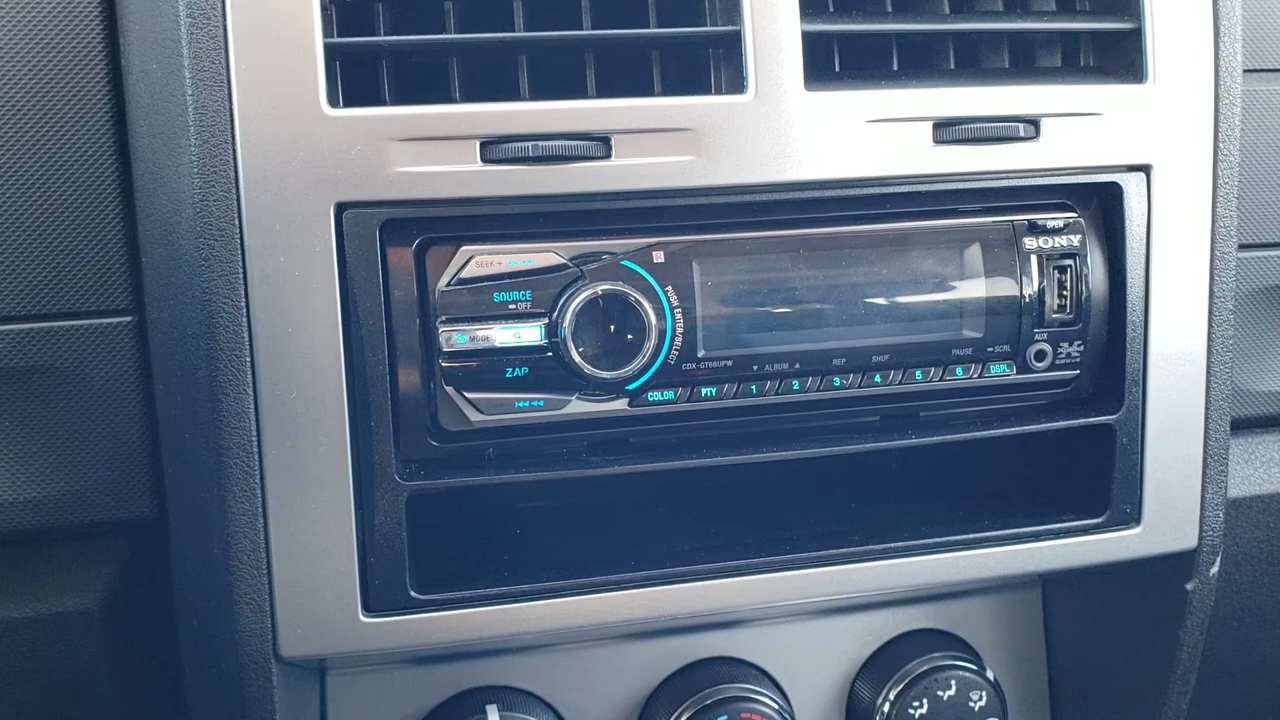 OPEN
SONY
SEEK+
SOURCE
OFF
MODE
Q
ZAP
PUSH ENTER/SELECT
CDX-GT66UPW
ALBUM
REP
SHUF
PAUSE
SCRL
AUX
COLOR
PTY
1
2
3
4
5
6
DSPL